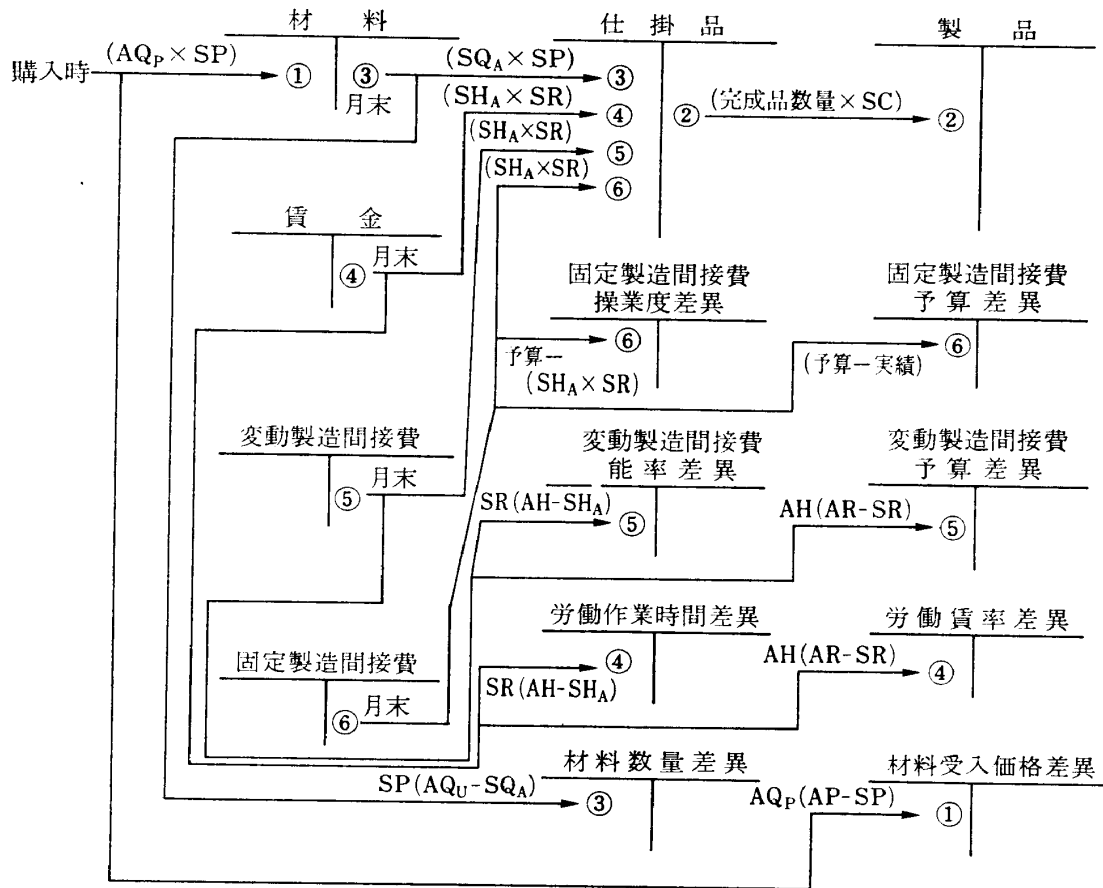 材　料
仕　掛　品
製　品
購入時
(AQP×SP)
①
③
月末
(SQA×SP)
③
(SHA×SR)
④
(SHA×SR)
⑤
(SHA×SR)
⑥
②
(完成品数量×SC)
②
賃　金
④
月末
固定製造間接費
操業度差異
⑥
予算－
(SHA×SR)
固定製造間接費
予算差異
(予算－実績)
⑥
変動製造間接費
⑤
月末
変動製造間接費
能率差異
SR(AH-SHA)
⑤
変動製造間接費
予算差異
AH(AR-SR)
⑤
固定製造間接費
⑥
月末
労働作業時間差異
④
SR(AH-SHA)
労働賃率差異
AH(AR-SR)
④
材料数量差異
SP(AQU-SQA)
③
材料受入価格差異
AQP(AP-SP)
①